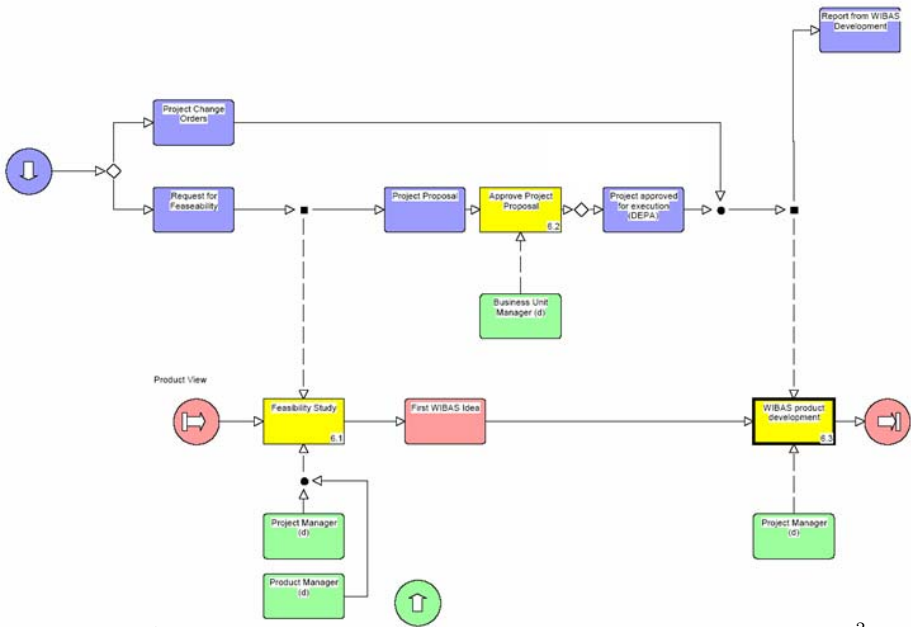 Report from WIBAS
Development
Project Change
Orders
Request for
Feaseability
Project Proposal
Approve Project
Proposal
6.2
Project approved
for execution
(DEPA)
Business Unit
Manager (d)
Product View
Feasibility Study
6.1
First WIBAS Idea
WIBAS product
development
6.3
Project Manager
(d)
Project Manager
(d)
Product Manager
(d)
2